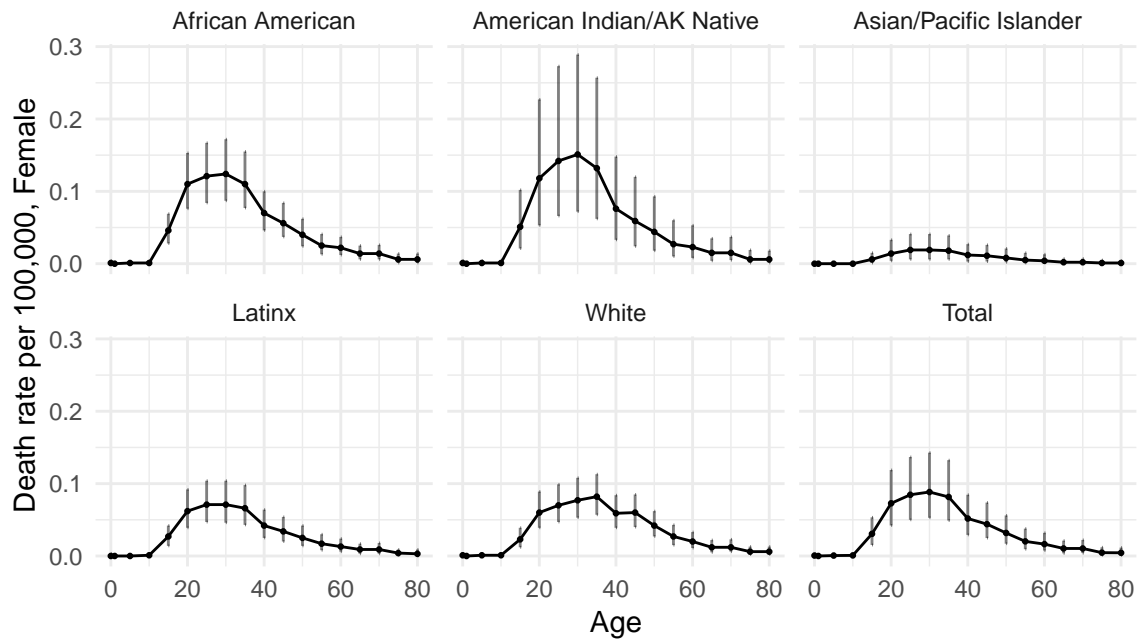 African American
American Indian/AK Native
Asian/Pacific Islander
0.3
0.2
0.1
0.0
Latinx
White
Total
0.3
0.2
0.1
0.0
0 20 40 60 80
0 20 40 60 80
0 20 40 60 80
Age
Death rate per 100,000, Female